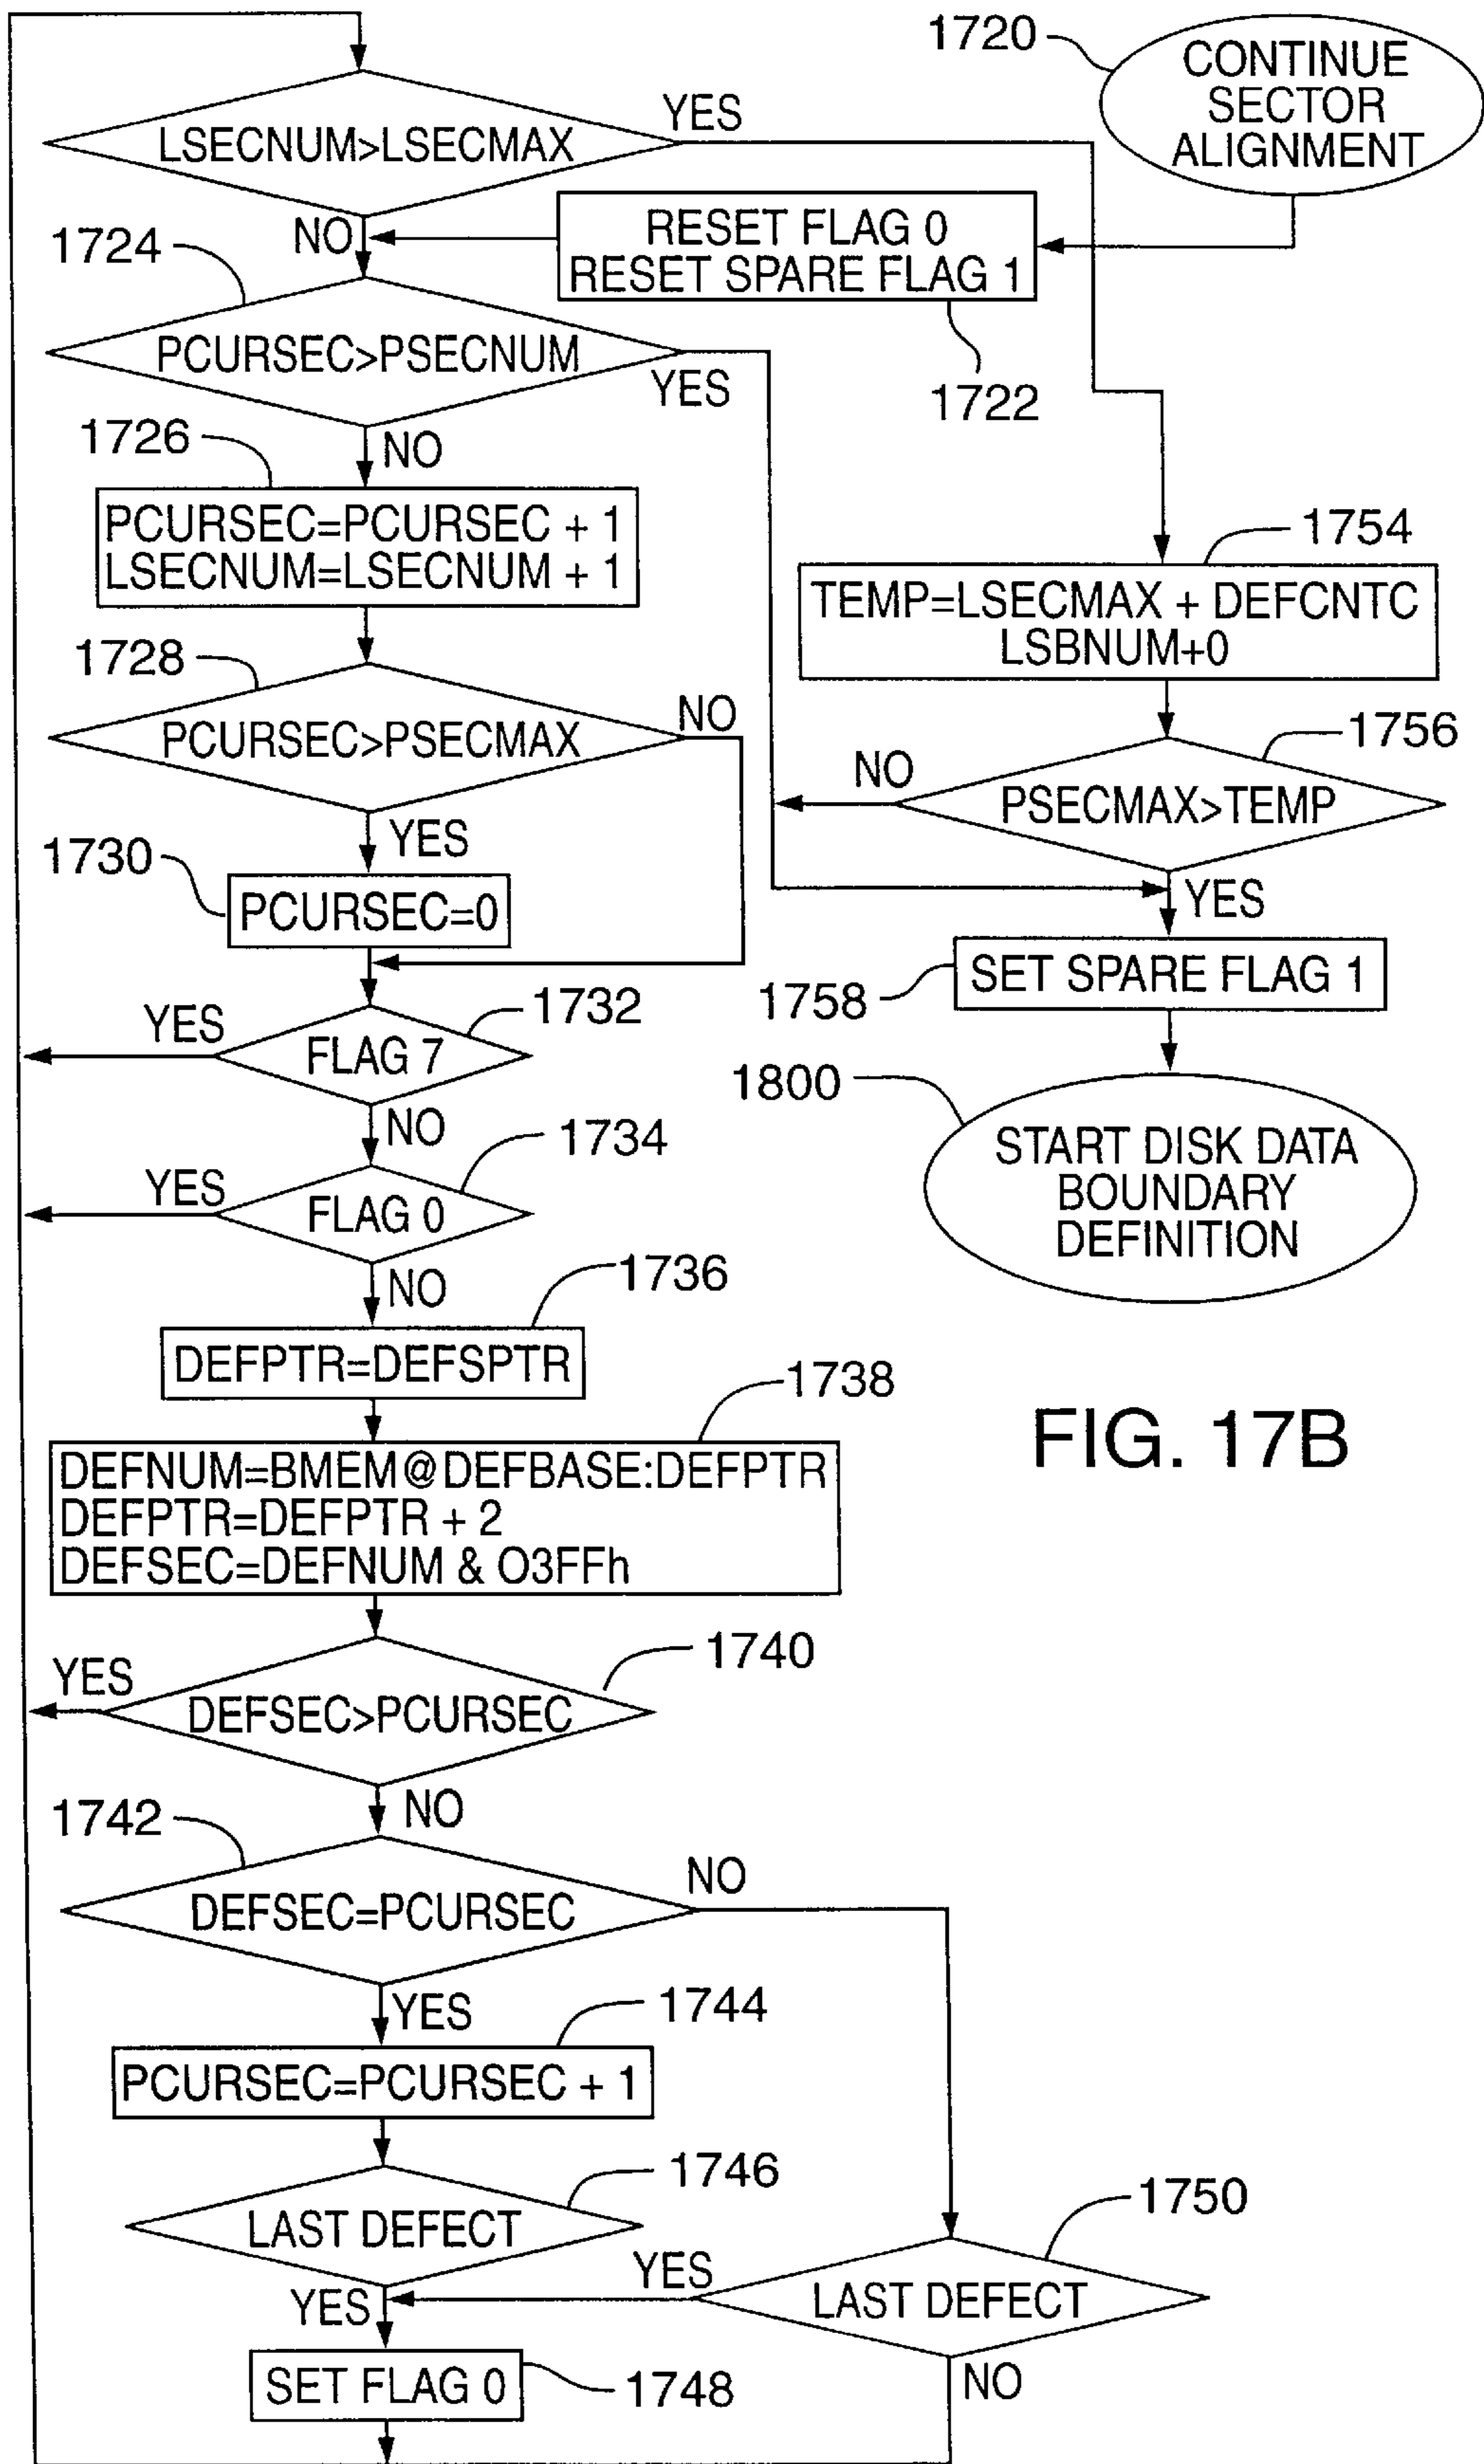 1720
CONTINUE
SECTOR
ALIGNMENT
LSECNUM>LSECMAX
YES
NO
RESET FLAG 0
RESET SPARE FLAG 1
1722
1724
PCURSEC>PSECNUM
YES
NO
1726
PCURSEC=PCURSEC + 1
LSECNUM=LSECNUM + 1
1754
TEMP=LSECMAX + DEFCNTC
LSBNUM+0
1728
PCURSEC>PSECMAX
NO
YES
1756
PSECMAX>TEMP
NO
YES
1730
PCURSEC=0
1758
SET SPARE FLAG 1
1732
FLAG 7
YES
NO
1800
START DISK DATA
BOUNDARY
DEFINITION
1734
FLAG 0
YES
NO
1736
DEFPTR=DEFSPTR
1738
DEFNUM=BMEM@DEFBASE:DEFPTR
DEFPTR=DEFPTR + 2
DEFSEC=DEFNUM & O3FFh
FIG. 17B
1740
DEFSEC>PCURSEC
YES
NO
1742
DEFSEC=PCURSEC
NO
YES
1744
PCURSEC=PCURSEC + 1
1746
LAST DEFECT
YES
1750
LAST DEFECT
YES
NO
SET FLAG 0
1748